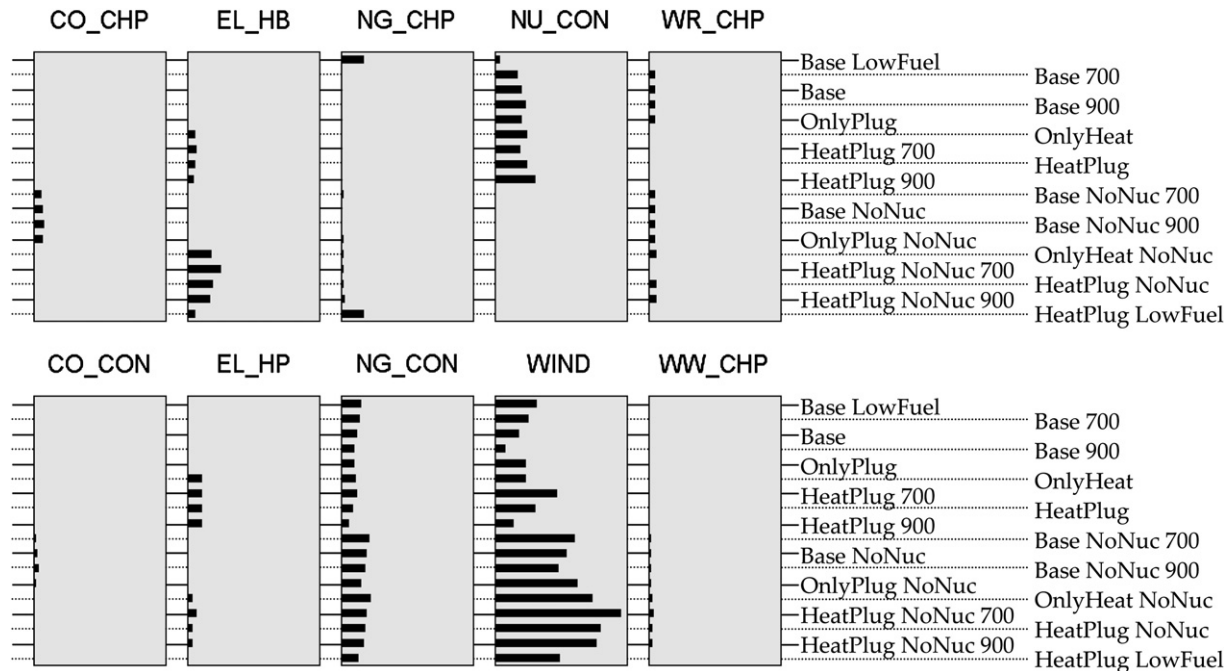 CO_CHP EL_HB NG_CHP NU_CON WR_CHP
Base LowFuel
Base 700
Base
Base 900
OnlyPlug
OnlyHeat
HeatPlug 700
HeatPlug
HeatPlug 900
Base NoNuc 700
Base NoNuc
Base NoNuc 900
OnlyPlug NoNuc
OnlyHeat NoNuc
HeatPlug NoNuc 700
HeatPlug NoNuc
HeatPlug NoNuc 900
HeatPlug LowFuel
CO_CON EL_HP NG_CON WIND WW_CHP
Base LowFuel
Base 700
Base
Base 900
OnlyPlug
OnlyHeat
HeatPlug 700
HeatPlug
HeatPlug 900
Base NoNuc 700
Base NoNuc
Base NoNuc 900
OnlyPlug NoNuc
OnlyHeat NoNuc
HeatPlug NoNuc 700
HeatPlug NoNuc
HeatPlug NoNuc 900
HeatPlug LowFuel